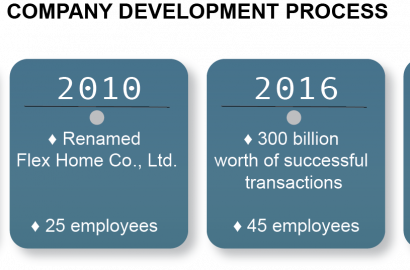 COMPANY DEVELOPMENT PROCESS
2010
♦ Renamed
Flex Home Co., Ltd.
♦ 25 employees
2016
♦ 300 billion
worth of successful
transactions
♦ 45 employees